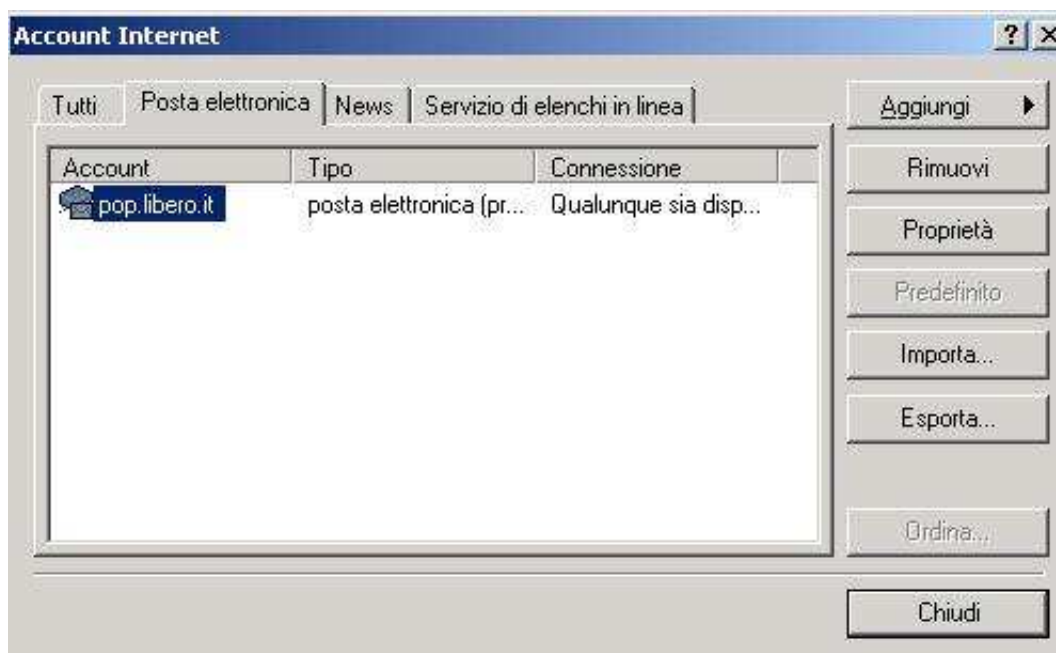 Account Internet
Tutti
Posta elettronica
News
Servizio di elenchi in linea
Account
Tipo
Connessione
pop.libero.it
posta elettronica (pr...
Qualunque sia disp...
Aggiungi
Rimuovi
Proprietà
Predefinito
Importa...
Esporta...
Ordina...
Chiudi